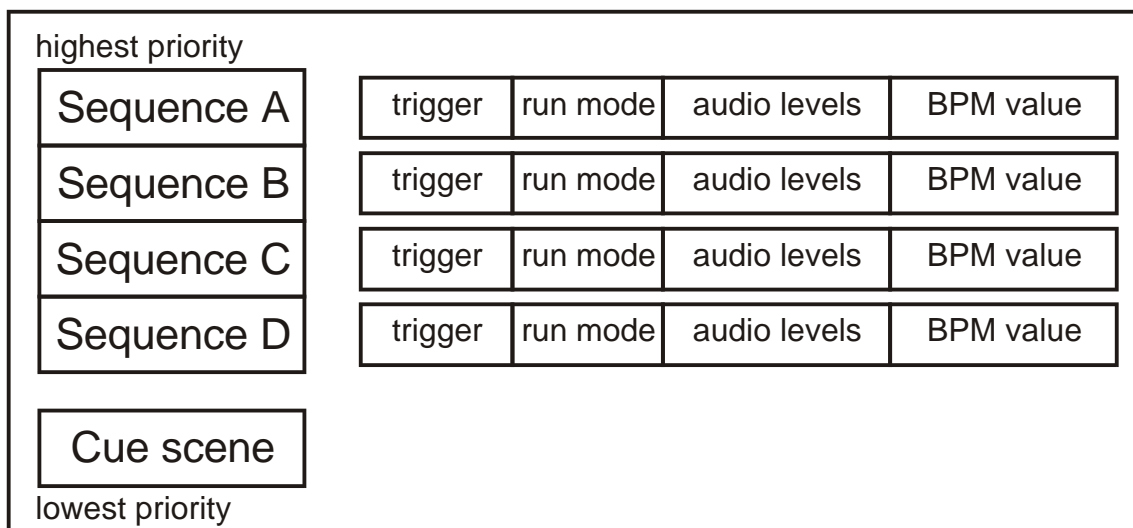 highest priority
Sequence A trigger run mode audio levels BPM value
Sequence B trigger run mode audio levels BPM value
Sequence C trigger run mode audio levels BPM value
Sequence D trigger run mode audio levels BPM value
Cue scene
lowest priority